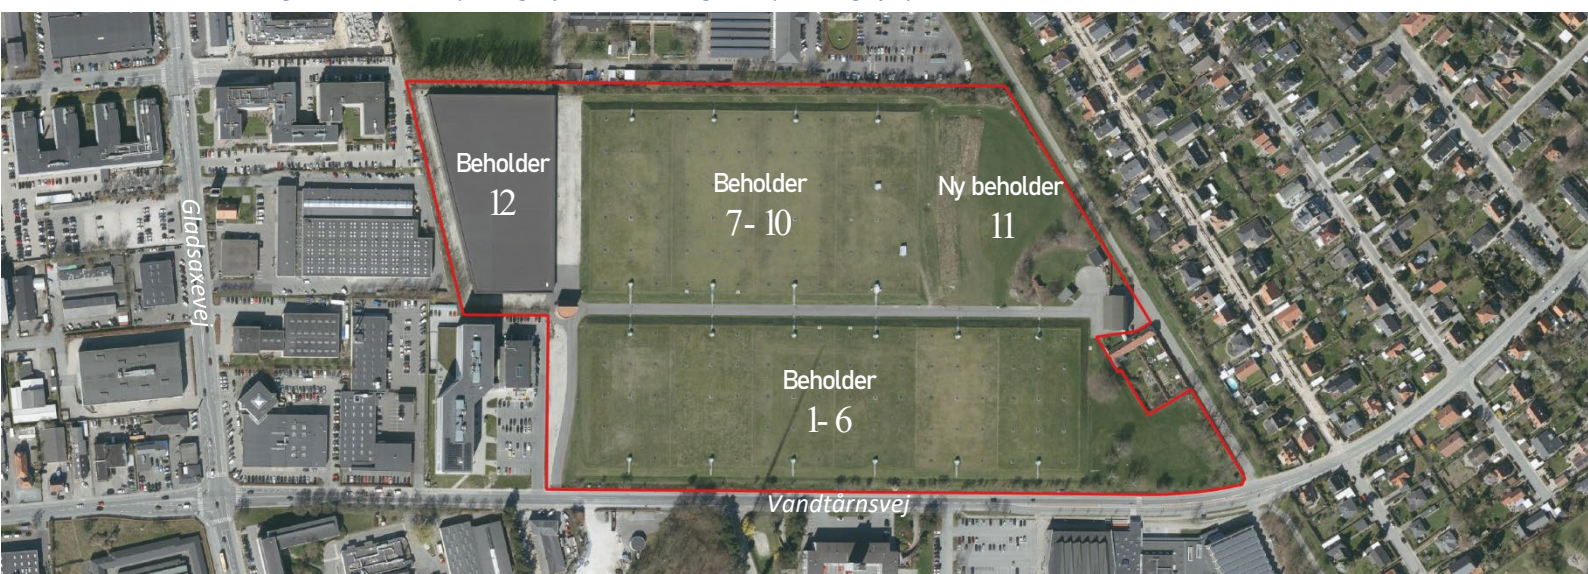 Beholder
12
Beholder
7-10
Ny beholder
11
Gladsaxevej
Beholder
1-6
Vandtårnsvej